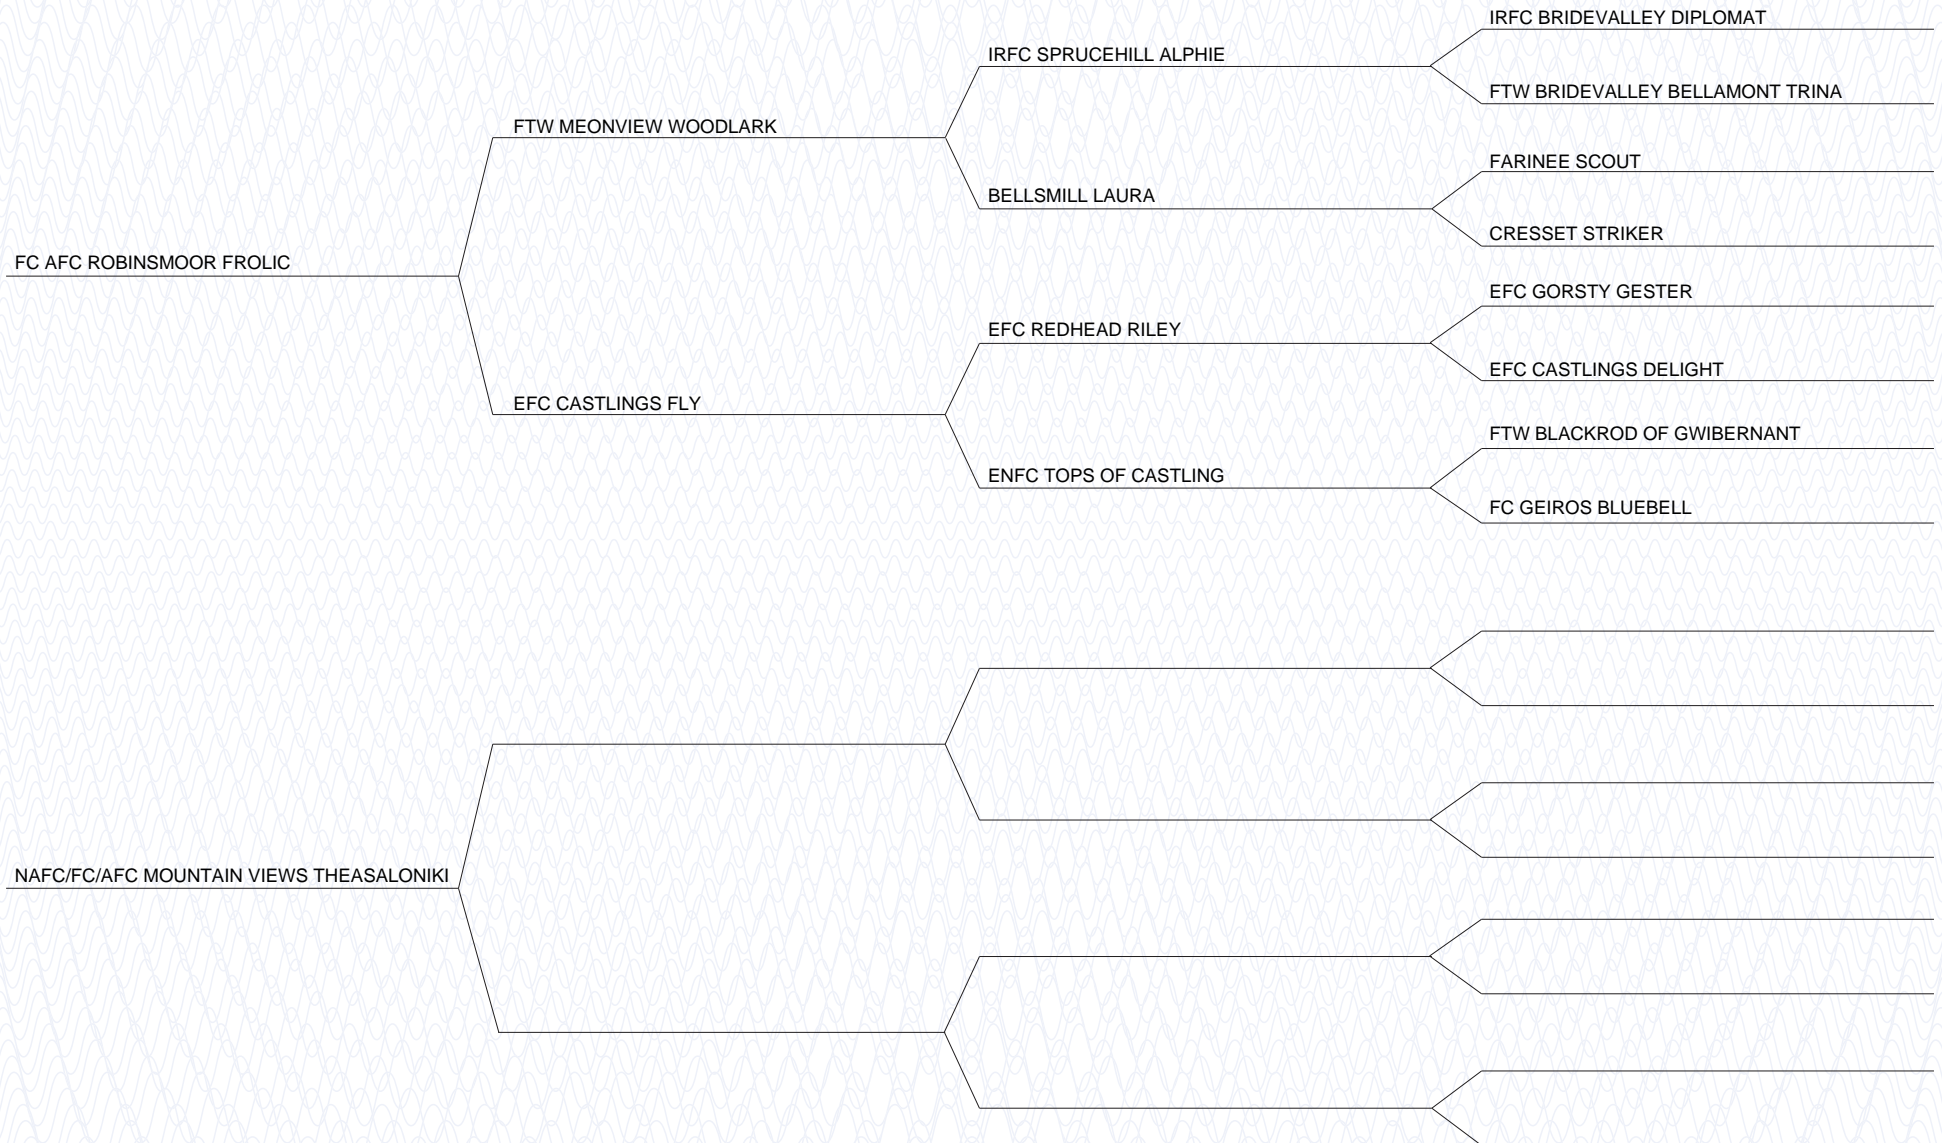 IRFC BRIDEVALLEY DIPLOMAT
IRFC SPRUCEHILL ALPHIE
FTW BRIDEVALLEY BELLAMONT TRINA
FTW MEONVIEW WOODLARK
FARINEE SCOUT
BELLSMILL LAURA
CRESSET STRIKER
FC AFC ROBINSMOOR FROLIC
EFC GORSTY GESTER
EFC REDHEAD RILEY
EFC CASTLINGS DELIGHT
EFC CASTLINGS FLY
FTW BLACKROD OF GWIBERNANT
ENFC TOPS OF CASTLING
FC GEIROS BLUEBELL
NAFC/FC/AFC MOUNTAIN VIEWS THEASALONIKI